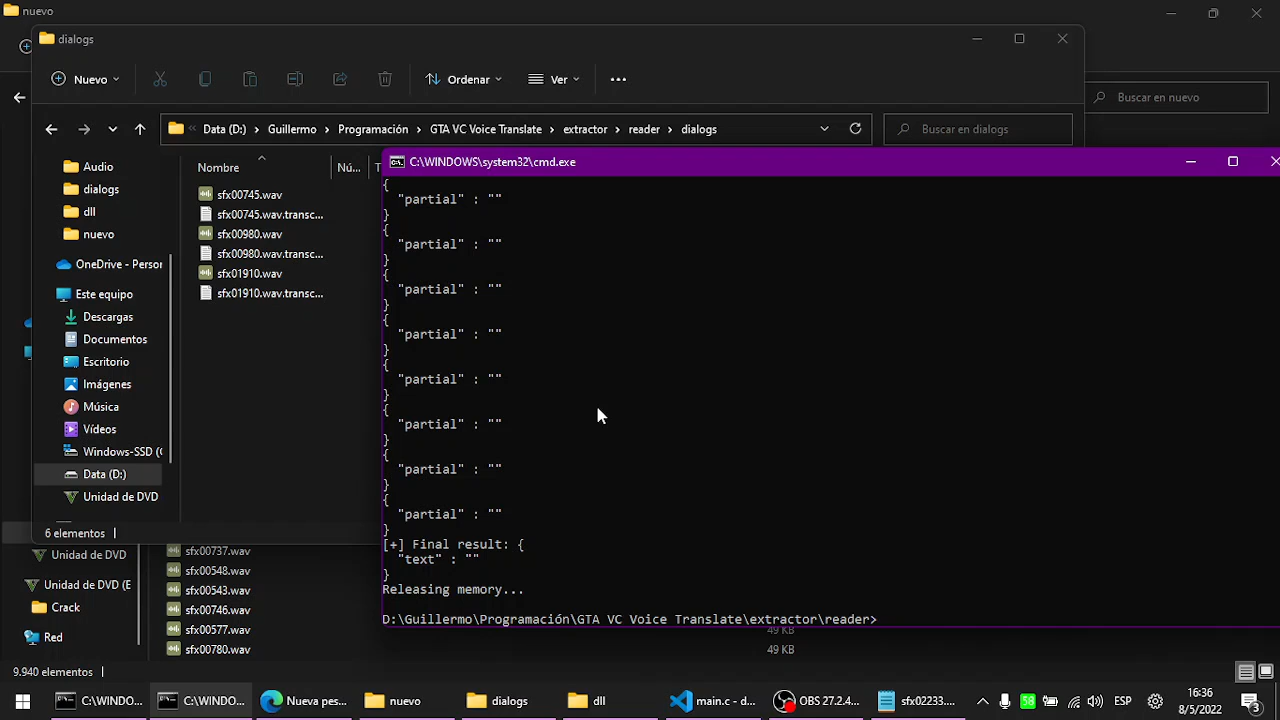 nuevo
dialogs
Nuevo
Ordenar
Ver
Buscar en nuevo
Data (D:) > Guillermo > Programación > GTA VC Voice Translate > extractor > reader > dialogs
Buscar en dialogs
C:\WINDOWS\system32\cmd.exe
Nombre
Nú...
Audio
dialogs
dll
nuevo
OneDrive - Person
Este equipo
Descargas
Documentos
Escritorio
Imágenes
Música
Vídeos
Windows-SSD (
Data (D:)
Unidad de DVD
sfx00745.wav
sfx00745.wav.transc...
sfx00980.wav
sfx00980.wav.transc...
sfx01910.wav
sfx01910.wav.transc...
6 elementos
{
"partial" : ""
}
{
"partial" : ""
}
{
"partial" : ""
}
{
"partial" : ""
}
{
"partial" : ""
}
{
"partial" : ""
}
{
"partial" : ""
}
{
"partial" : ""
}
[+] Final result: {
"text" : ""
}
Releasing memory...
D:\Guillermo\Programación\GTA VC Voice Translate\extractor\reader>
Unidad de DVD
Unidad de DVD (E
Crack
Red
sfx00737.wav
sfx00548.wav
sfx00543.wav
sfx00746.wav
sfx00577.wav
sfx00780.wav
49 KB
49 KB
9.940 elementos
C:\WINDO...
C:\WINDO...
Nueva pes...
nuevo
dialogs
dll
main.c - d...
OBS 27.2.4...
sfx02233...
58
ESP
16:36
8/5/2022
3